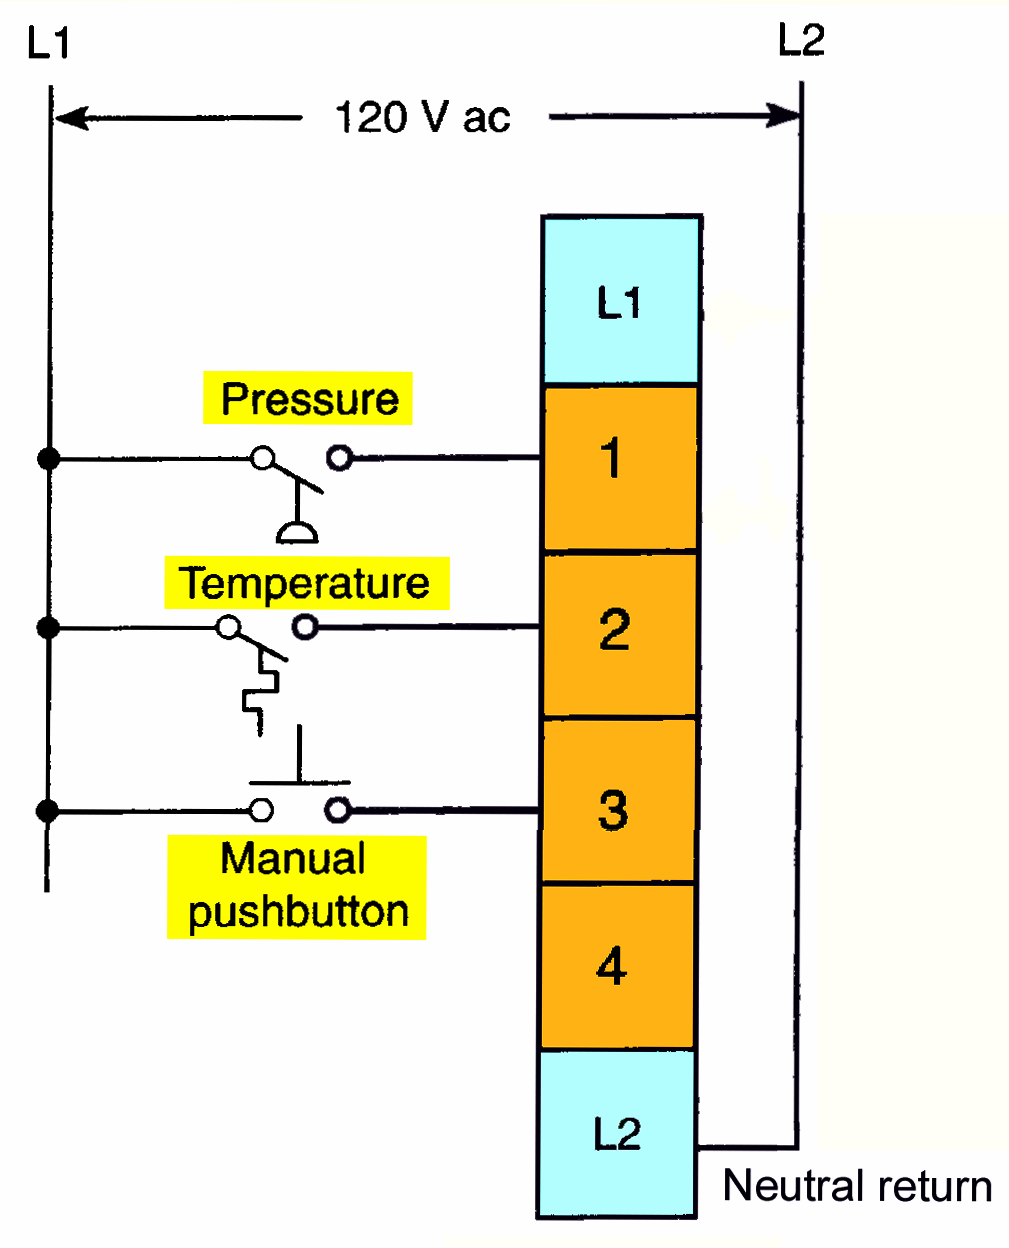 L1
L2
120 V ac
L1
Pressure
1
Temperature
2
3
Manual
pushbutton
4
L2
Neutral return